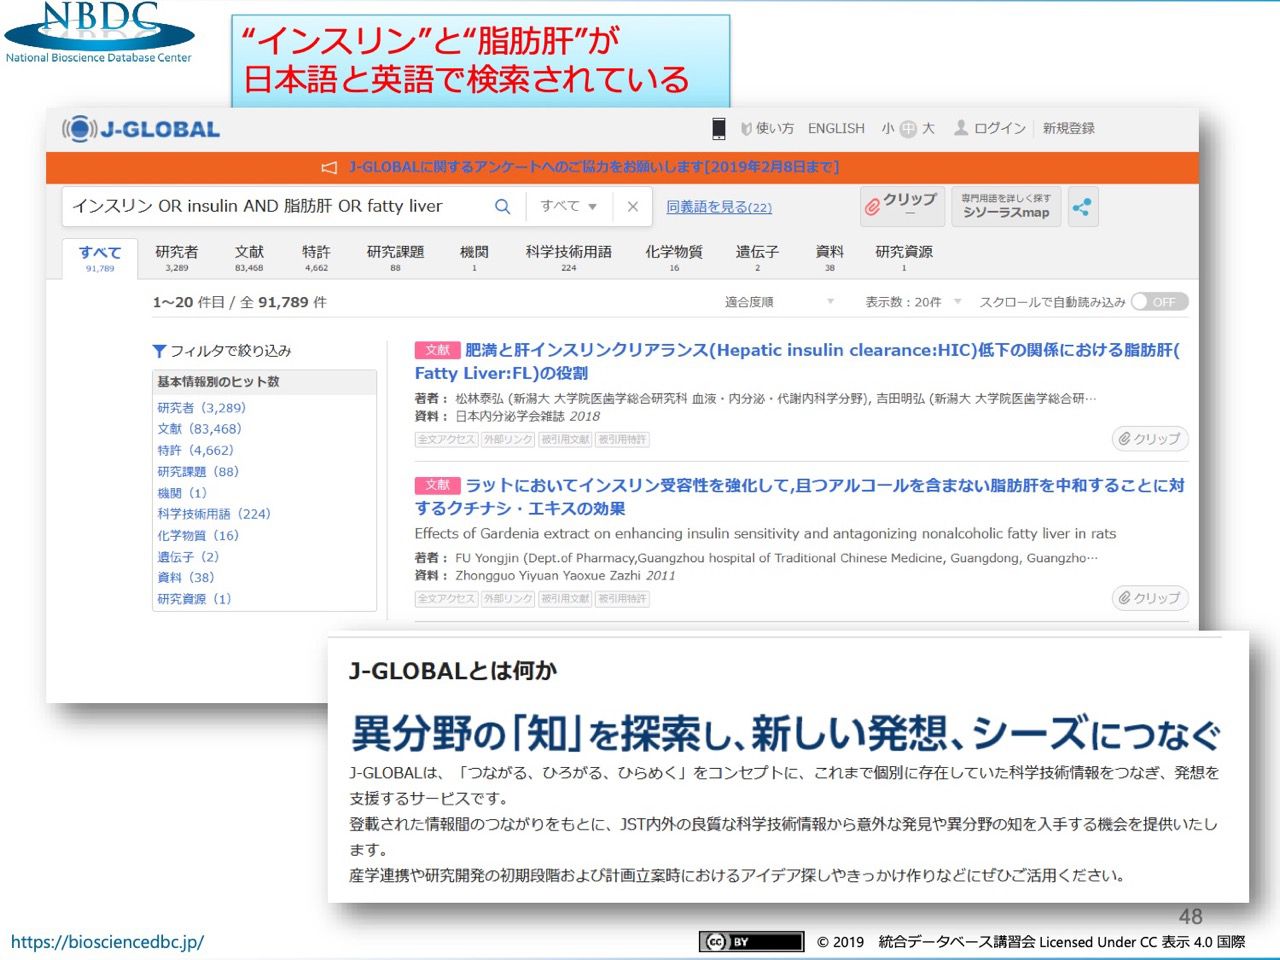 NBDC
National Bioscience Database Center
“インスリン”と“脂肪肝”が
日本語と英語で検索されている
J-GLOBAL
使い方 ENGLISH 小 中 大 ログイン 新規登録
J-GLOBALに関するアンケートへのご協力をお願いします[2019年2月8日まで]
インスリン OR insulin AND 脂肪肝 OR fatty liver すべて ▼ × 同義語を見る(22)
クリップ
―
専門用語を詳しく探す
シソーラスmap
すべて 研究者 文献 特許 研究課題 機関 科学技術用語 化学物質 遺伝子 資料 研究資源
91,789 3,289 83,468 4,662 88 1 224 16 2 38 1
1～20 件目 / 全 91,789 件 適合度順 ▼ 表示数：20件 ▼ スクロールで自動読み込み OFF
フィルタで絞り込み
基本情報別のヒット数
研究者（3,289）
文献（83,468）
特許（4,662）
研究課題（88）
機関（1）
科学技術用語（224）
化学物質（16）
遺伝子（2）
資料（38）
研究資源（1）
文献 肥満と肝インスリンクリアランス(Hepatic insulin clearance:HIC)低下の関係における脂肪肝(
Fatty Liver:FL)の役割
著者： 松林泰弘 (新潟大 大学院医歯学総合研究科 血液・内分泌・代謝内科学分野), 吉田明弘 (新潟大 大学院医歯学総合研…
資料： 日本内分泌学会雑誌 2018
全文アクセス 外部リンク 被引用文献 被引用特許
クリップ
文献 ラットにおいてインスリン受容性を強化して,且つアルコールを含まない脂肪肝を中和することに対
するクチナシ・エキスの効果
Effects of Gardenia extract on enhancing insulin sensitivity and antagonizing nonalcoholic fatty liver in rats
著者： FU Yongjin (Dept.of Pharmacy,Guangzhou hospital of Traditional Chinese Medicine, Guangdong, Guangzho…
資料： Zhongguo Yiyuan Yaoxue Zazhi 2011
全文アクセス 外部リンク 被引用文献 被引用特許
クリップ
J-GLOBALとは何か
異分野の「知」を探索し、新しい発想、シーズにつなぐ
J-GLOBALは、「つながる、ひろがる、ひらめく」をコンセプトに、これまで個別に存在していた科学技術情報をつなぎ、発想を
支援するサービスです。
登載された情報間のつながりをもとに、JST内外の良質な科学技術情報から意外な発見や異分野の知を入手する機会を提供いたし
ます。
産学連携や研究開発の初期段階および計画立案時におけるアイデア探しやきっかけ作りなどにぜひご活用ください。
48
https://biosciencedbc.jp/
cc BY © 2019 統合データベース講習会 Licensed Under CC 表示 4.0 国際